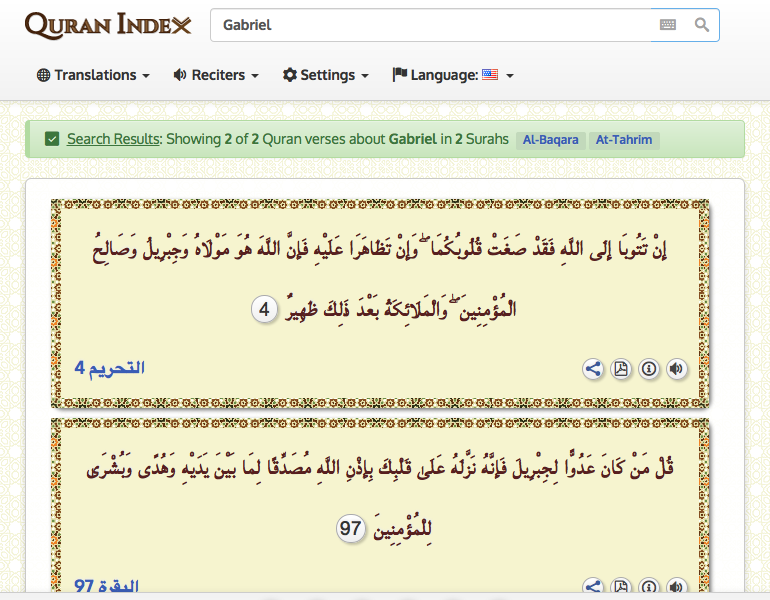 QURAN INDEX
Gabriel
Translations
Reciters
Settings
Language:
Search Results: Showing 2 of 2 Quran verses about Gabriel in 2 Surahs Al-Baqara At-Tahrim
إِنْ تَتُوبَا إِلَى اللَّهِ فَقَدْ صَغَتْ قُلُوبُكُمَا ۖ وَإِنْ تَظَاهَرَا عَلَيْهِ فَإِنَّ اللَّهَ هُوَ مَوْلَاهُ وَجِبْرِيلُ وَصَالِحُ
الْمُؤْمِنِينَ ۖ وَالْمَلَائِكَةُ بَعْدَ ذَٰلِكَ ظَهِيرٌ 4
التحريم 4
قُلْ مَنْ كَانَ عَدُوًّا لِجِبْرِيلَ فَإِنَّهُ نَزَّلَهُ عَلَىٰ قَلْبِكَ بِإِذْنِ اللَّهِ مُصَدِّقًا لِمَا بَيْنَ يَدَيْهِ وَهُدًى وَبُشْرَىٰ
لِلْمُؤْمِنِينَ 97
البقرة 97